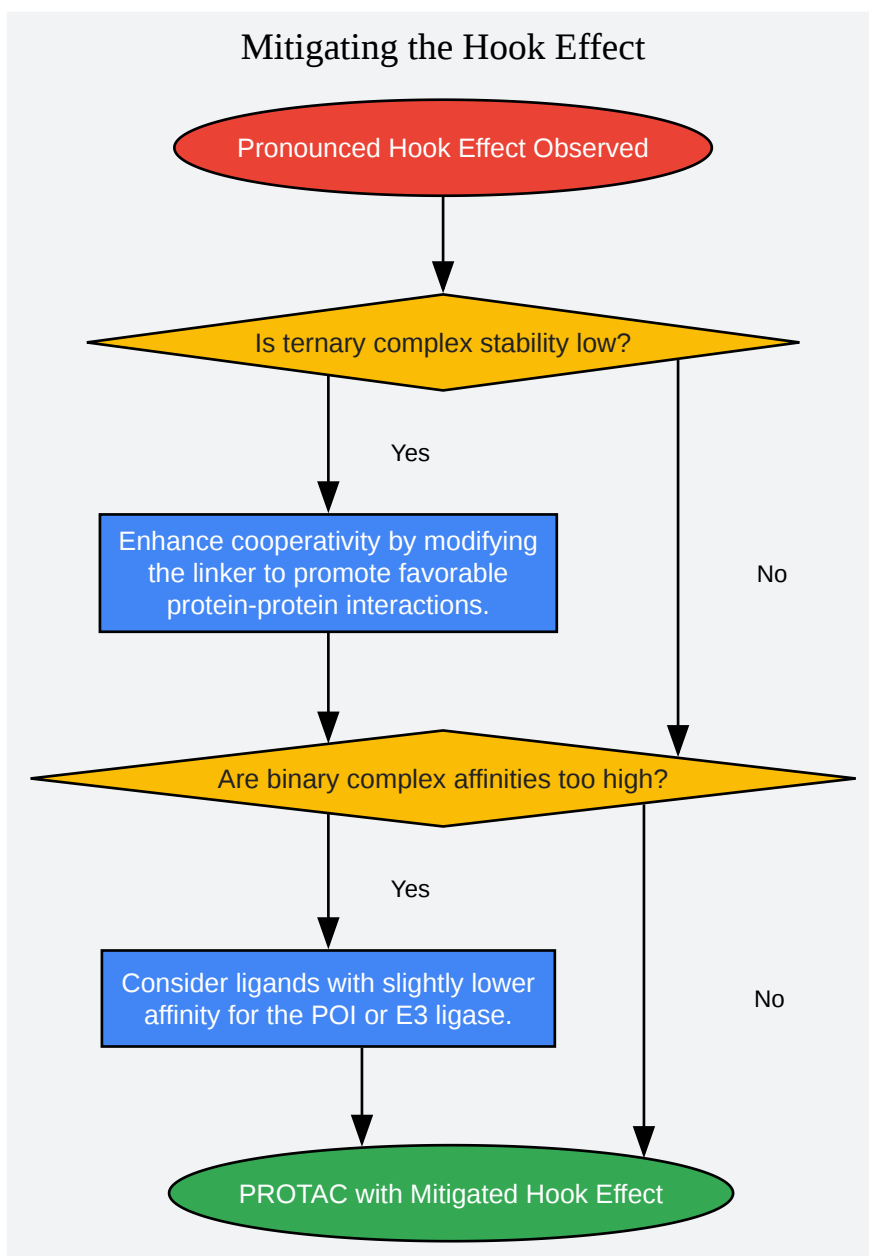 Mitigating the Hook Effect
Pronounced Hook Effect Observed
Is ternary complex stability low?
Yes
Enhance cooperativity by modifying
the linker to promote favorable
protein-protein interactions.
No
Are binary complex affinities too high?
Yes
Consider ligands with slightly lower
affinity for the POI or E3 ligase.
No
PROTAC with Mitigated Hook Effect